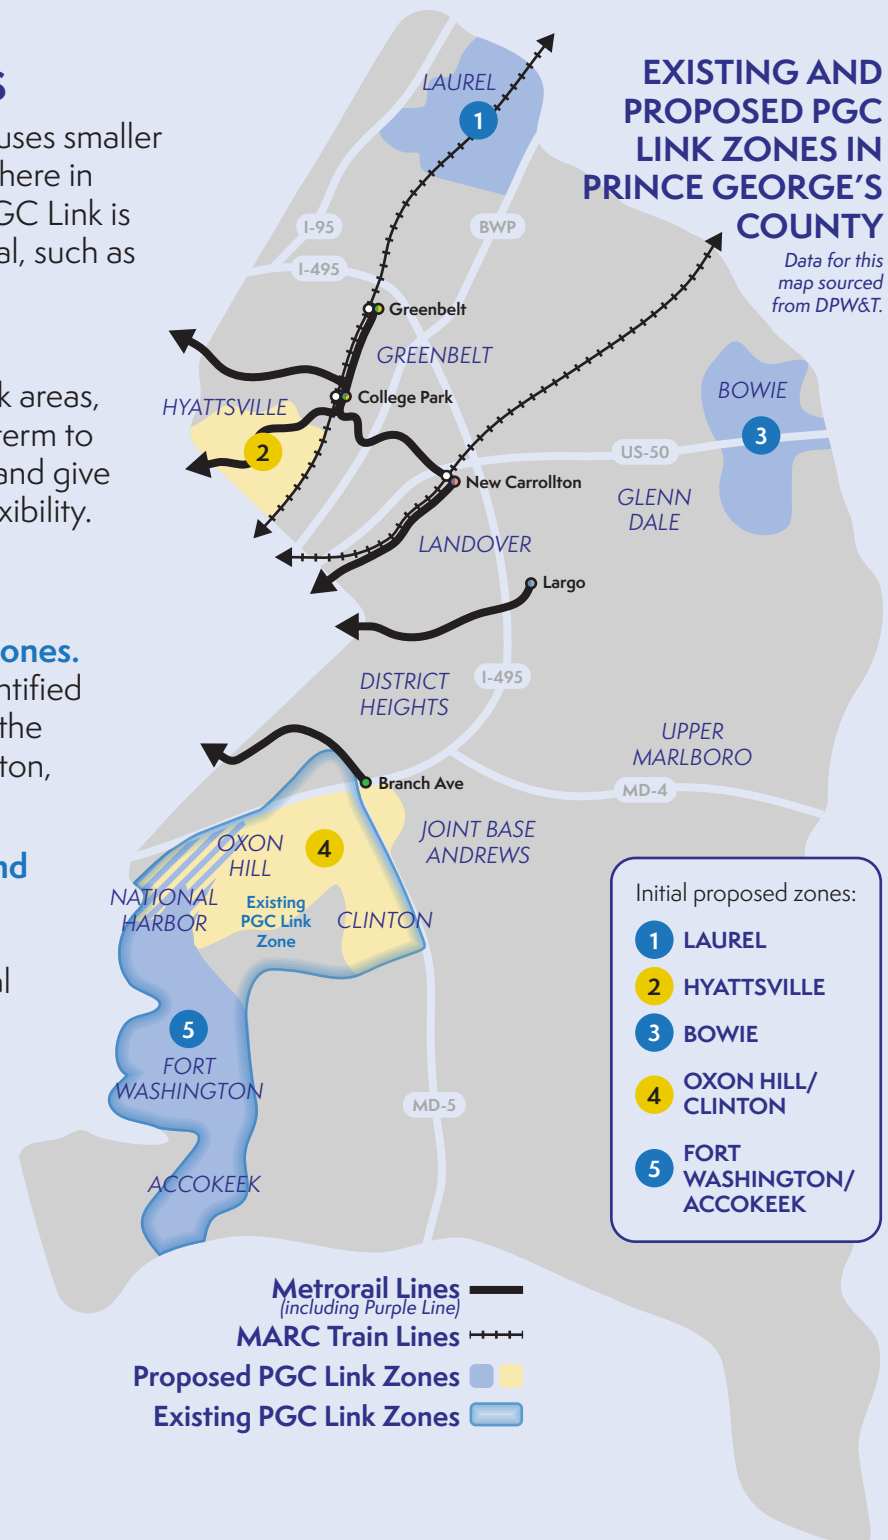 S
uses smaller
here in
GC Link is
al, such as
k areas,
term to
and give
xibility.
ones.
ntified
the
ton,
nd
al
EXISTING AND
PROPOSED PGC
LINK ZONES IN
PRINCE GEORGE'S
COUNTY
Data for this
map sourced
from DPW&T.
LAUREL
1
I-95
BWP
I-495
Greenbelt
GREENBELT
College Park
HYATTSVILLE
2
BOWIE
3
US-50
New Carrollton
GLENN
DALE
LANDOVER
Largo
DISTRICT
HEIGHTS
I-495
UPPER
MARLBORO
Branch Ave
MD-4
OXON
HILL
4
JOINT BASE
ANDREWS
NATIONAL
HARBOR
Existing
PGC Link
Zone
CLINTON
5
FORT
WASHINGTON
MD-5
ACCOKEEK
Initial proposed zones:
1 LAUREL
2 HYATTSVILLE
3 BOWIE
4 OXON HILL/
CLINTON
5 FORT
WASHINGTON/
ACCOKEEK
Metrorail Lines
(including Purple Line)
MARC Train Lines
Proposed PGC Link Zones
Existing PGC Link Zones